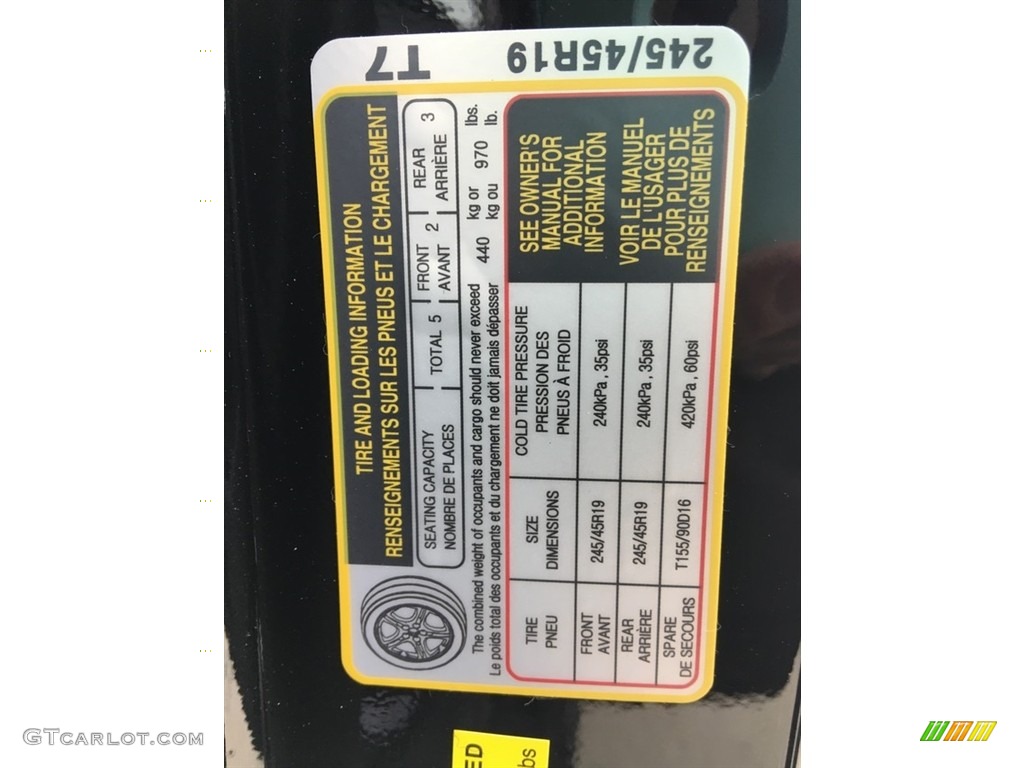 T7
245/45R19
TIRE AND LOADING INFORMATION
RENSEIGNEMENTS SUR LES PNEUS ET LE CHARGEMENT
SEATING CAPACITY TOTAL 5 FRONT 2 REAR 3
NOMBRE DE PLACES AVANT ARRIÈRE
The combined weight of occupants and cargo should never exceed 440 kg or 970 lbs.
Le poids total des occupants et du chargement ne doit jamais dépasser kg ou lb.
TIRE SIZE COLD TIRE PRESSURE
PNEU DIMENSIONS PRESSION DES
PNEUS À FROID
FRONT 245/45R19 240kPa , 35psi
AVANT
REAR 245/45R19 240kPa , 35psi
ARRIÈRE
SPARE T155/90D16 420kPa , 60psi
DE SECOURS
SEE OWNER'S
MANUAL FOR
ADDITIONAL
INFORMATION
VOIR LE MANUEL
DE L'USAGER
POUR PLUS DE
RENSEIGNEMENTS
ED
bs
GTcarlot.com